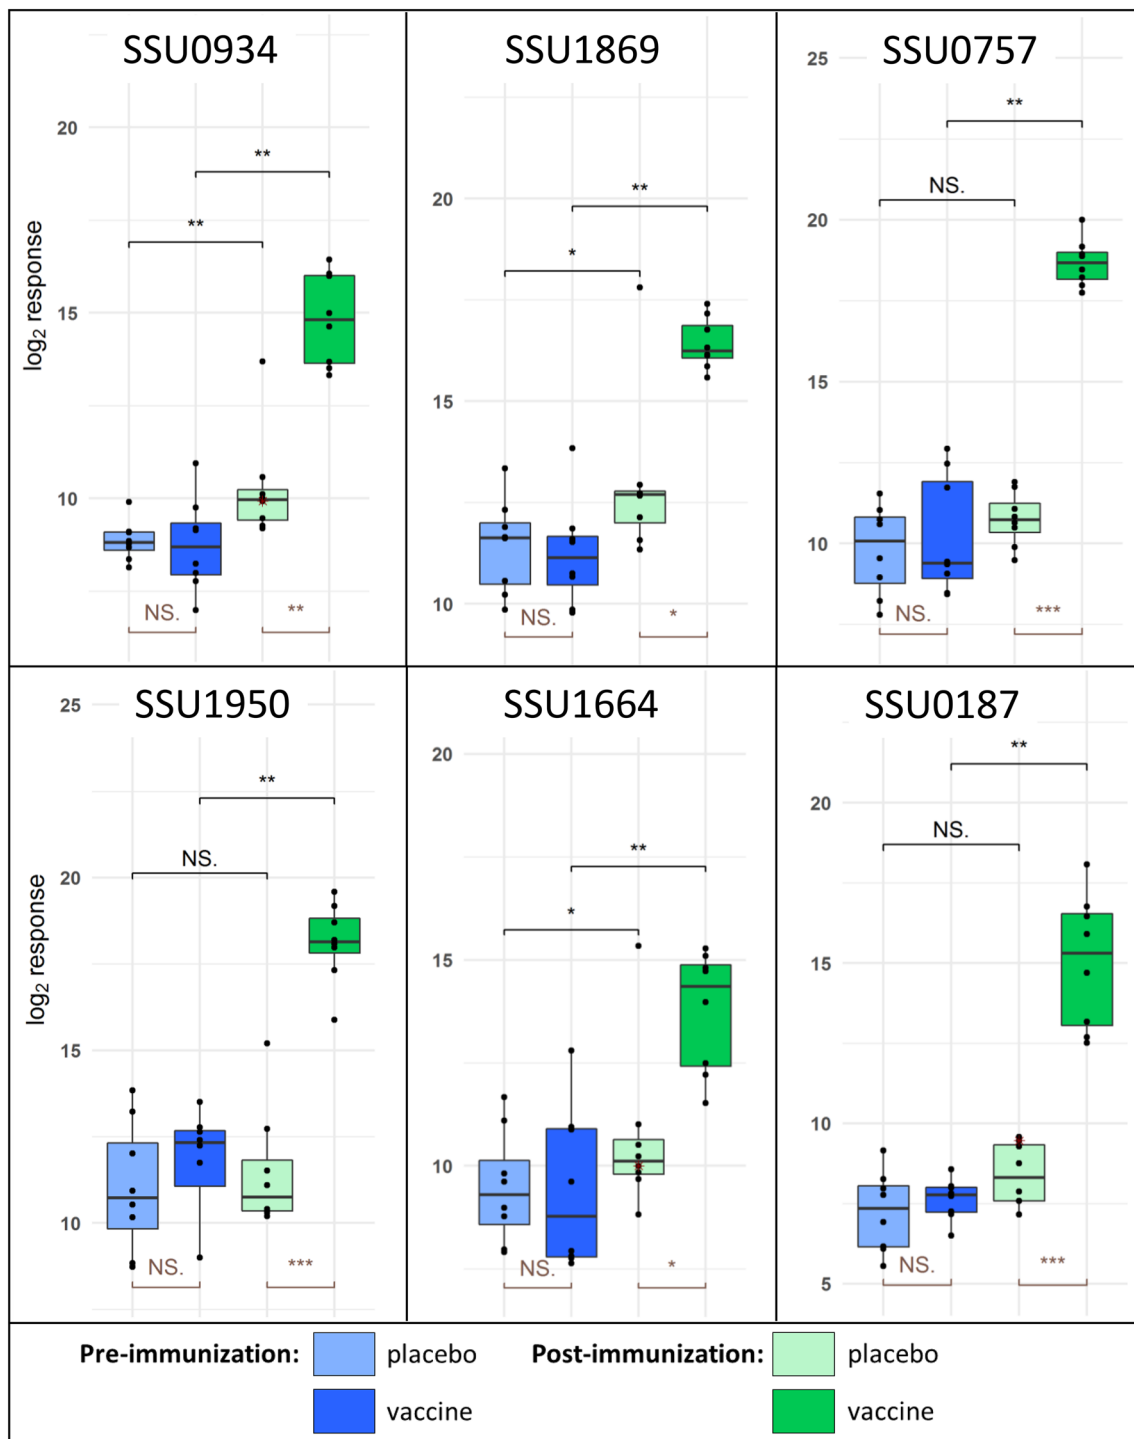 SSU0934
20
15
10
log₂ response
**
**
NS.
**
SSU1869
20
15
10
**
*
NS.
*
SSU0757
25
20
15
10
**
NS.
NS.
***
SSU1950
25
20
15
10
log₂ response
**
NS.
NS.
***
SSU1664
20
15
10
**
*
NS.
*
SSU0187
20
15
10
5
**
NS.
NS.
***
Pre-immunization: placebo Post-immunization: placebo
vaccine vaccine